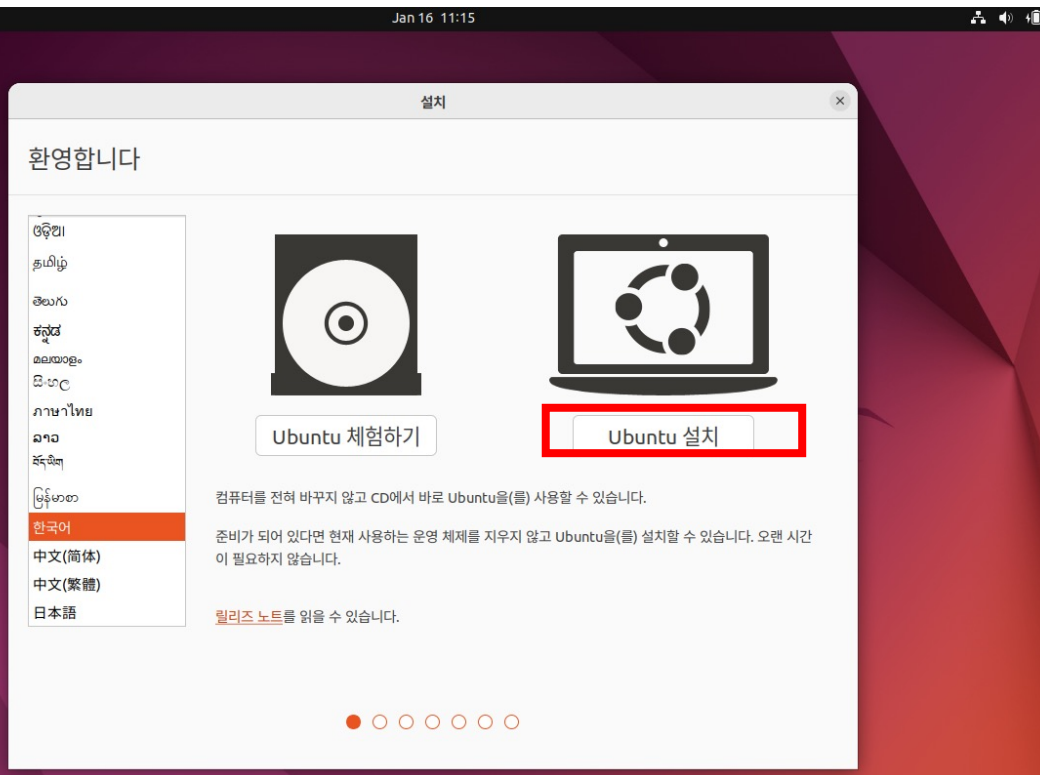 Jan 16 11:15
설치
환영합니다
ଓଡ଼ିଆ
தமிழ்
తెలుగు
ಕನ್ನಡ
മലയാളം
සිංහල
ภาษาไทย
ລາວ
རྫོང་ཁ
မြန်မာစာ
한국어
中文(简体)
中文(繁體)
日本語
Ubuntu 체험하기
Ubuntu 설치
컴퓨터를 전혀 바꾸지 않고 CD에서 바로 Ubuntu을(를) 사용할 수 있습니다.
준비가 되어 있다면 현재 사용하는 운영 체제를 지우지 않고 Ubuntu을(를) 설치할 수 있습니다. 오랜 시간
이 필요하지 않습니다.
릴리즈 노트를 읽을 수 있습니다.